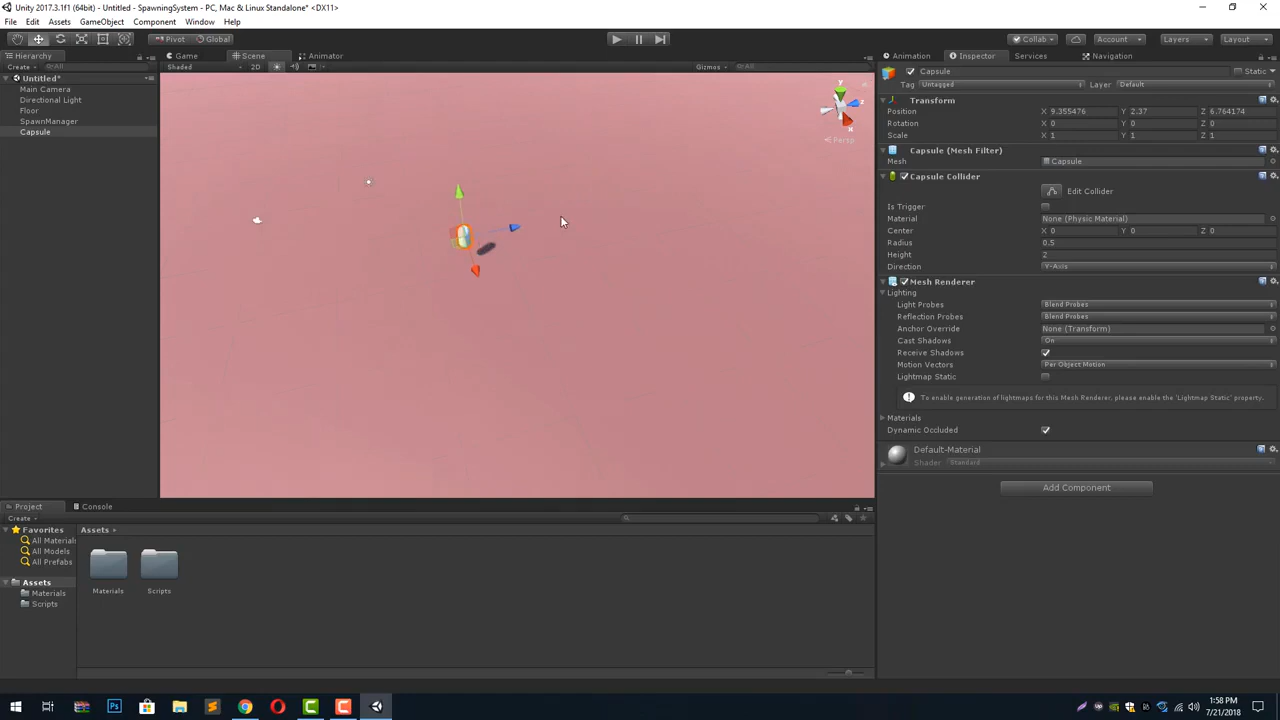 Unity 2017.3.1f1 (64bit) - Untitled - SpawningSystem - PC, Mac & Linux Standalone* <DX11>
File Edit Assets GameObject Component Window Help
Pivot Global Collab Account Layers Layout
Hierarchy Game Scene Animator Animation Inspector Services Navigation
Create All Shaded 2D Gizmos All
Untitled*
Main Camera
Directional Light
Floor
SpawnManager
Capsule
y
z
x
Persp
Capsule Static
Tag Untagged Layer Default
Transform
Position X 9.355476 Y 2.37 Z 6.764174
Rotation X 0 Y 0 Z 0
Scale X 1 Y 1 Z 1
Capsule (Mesh Filter)
Mesh Capsule
Capsule Collider
Edit Collider
Is Trigger
Material None (Physic Material)
Center X 0 Y 0 Z 0
Radius 0.5
Height 2
Direction Y-Axis
Mesh Renderer
Lighting
Light Probes Blend Probes
Reflection Probes Blend Probes
Anchor Override None (Transform)
Cast Shadows On
Receive Shadows
Motion Vectors Per Object Motion
Lightmap Static
To enable generation of lightmaps for this Mesh Renderer, please enable the 'Lightmap Static' property.
Materials
Dynamic Occluded
Default-Material
Shader Standard
Add Component
Project Console
Create
Favorites
All Materials
All Models
All Prefabs
Assets
Materials
Scripts
Assets
Materials Scripts
1:58 PM
7/21/2018